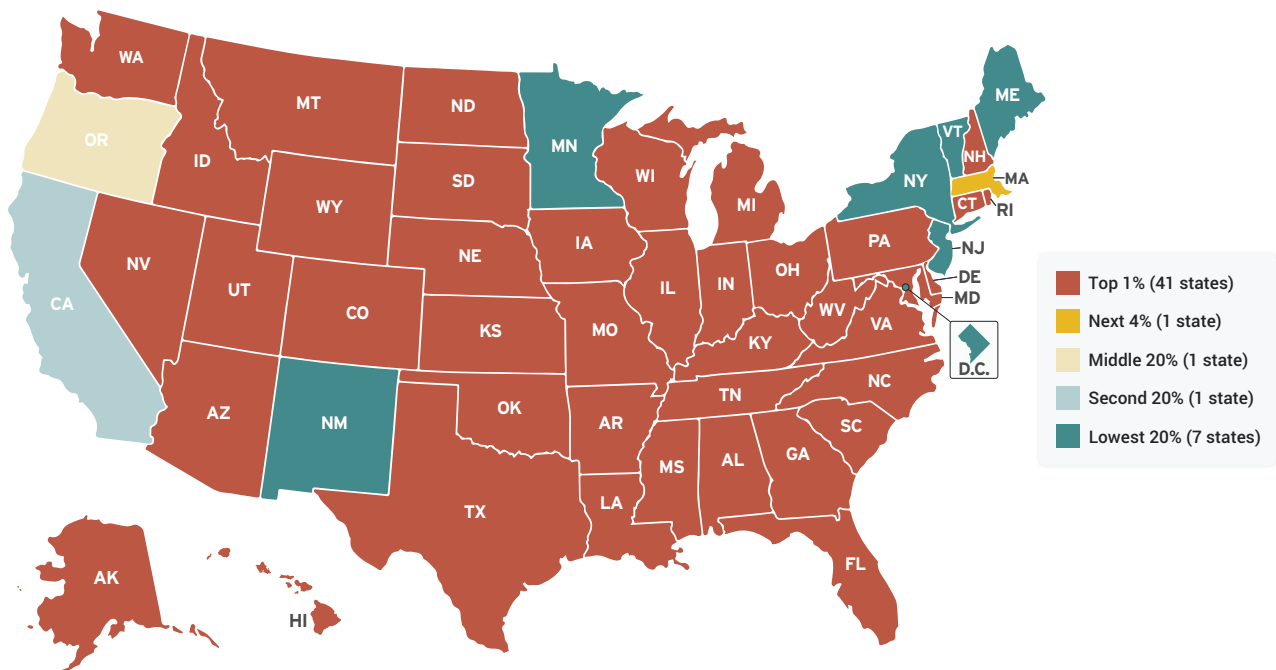 WA
MT
ND
MN
ME
OR
ID
SD
WI
VT
NH
NY
MA
WY
MI
CT
RI
NV
NE
IA
PA
NJ
CA
UT
CO
IL
IN
OH
DE
MD
KS
MO
WV
VA
KY
D.C.
AZ
NM
OK
AR
TN
NC
SC
MS
AL
GA
TX
LA
FL
AK
HI
Top 1% (41 states)
Next 4% (1 state)
Middle 20% (1 state)
Second 20% (1 state)
Lowest 20% (7 states)